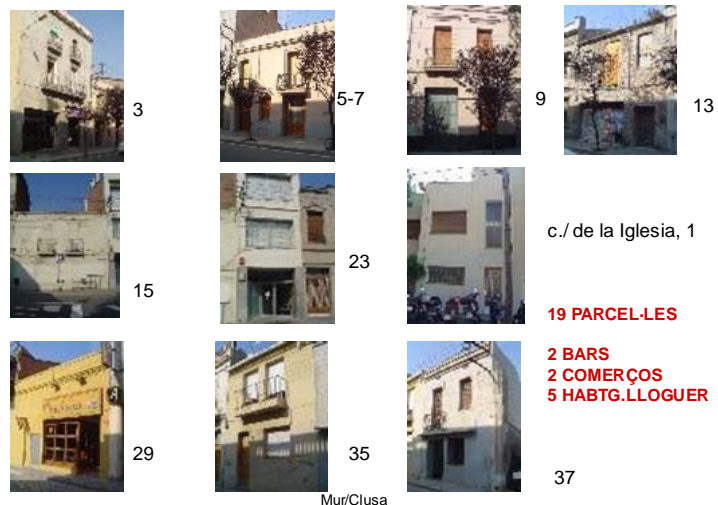 3
5-7
9
13
15
23
c./ de la Iglesia, 1
19 PARCEL·LES
2 BARS
2 COMERÇOS
5 HABTG.LLOGUER
29
35
37
Mur/Clusa